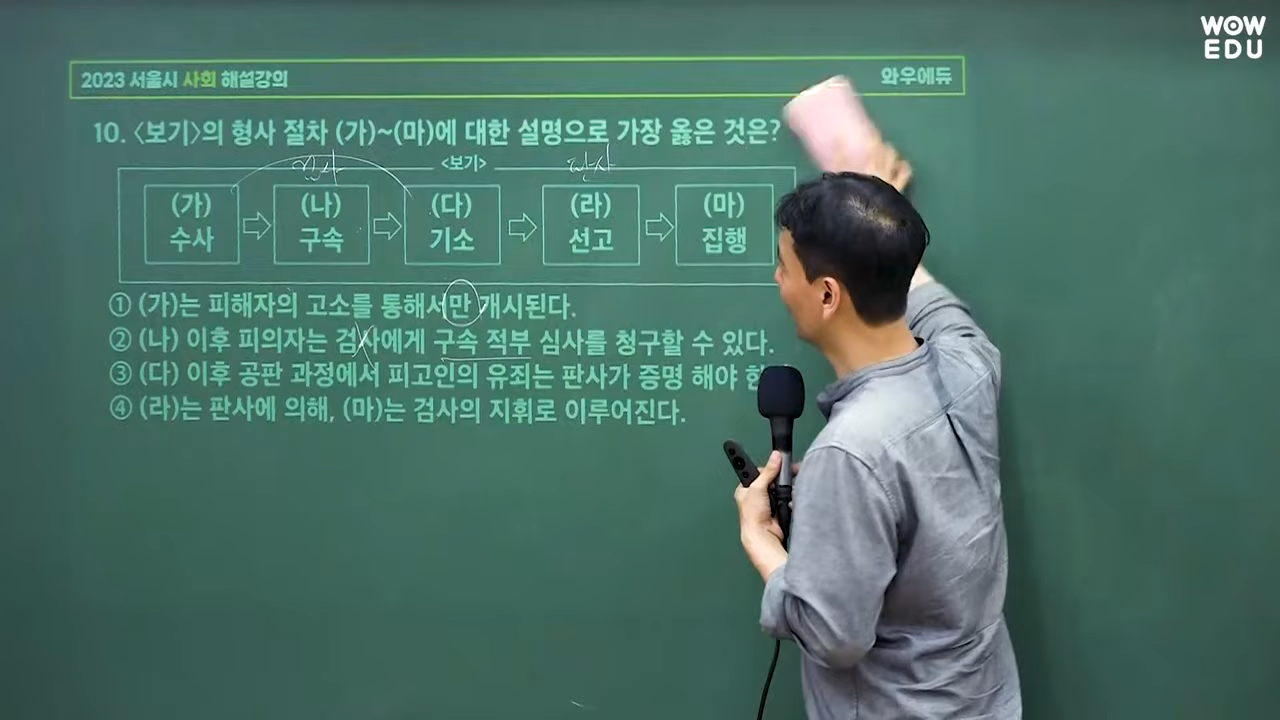 WOW
EDU
2023 서울시 사회 해설강의
와우에듀
10. <보기>의 형사 절차 (가)~(마)에 대한 설명으로 가장 옳은 것은?
<보기>
검사
판사
(가) (나) (다) (라) (마)
수사 구속 기소 선고 집행
① (가)는 피해자의 고소를 통해서만 개시된다.
② (나) 이후 피의자는 검사에게 구속 적부 심사를 청구할 수 있다.
③ (다) 이후 공판 과정에서 피고인의 유죄는 판사가 증명 해야
④ (라)는 판사에 의해, (마)는 검사의 지휘로 이루어진다.